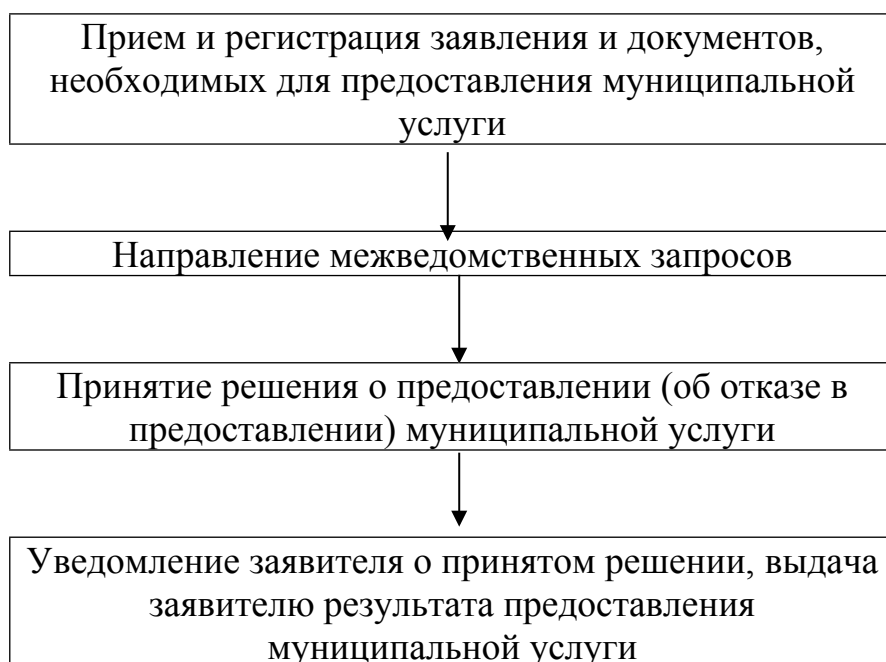 Прием и регистрация заявления и документов,
необходимых для предоставления муниципальной
услуги
Направление межведомственных запросов
Принятие решения о предоставлении (об отказе в
предоставлении) муниципальной услуги
Уведомление заявителя о принятом решении, выдача
заявителю результата предоставления
муниципальной услуги